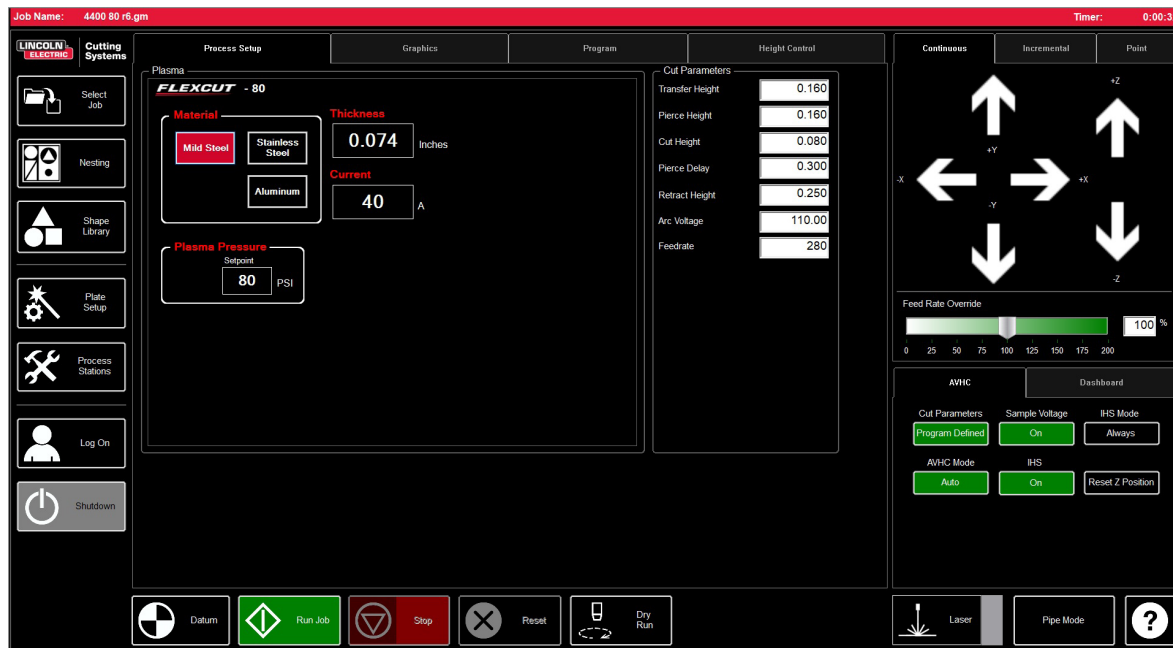 Job Name: 4400 80 r6.gm
Timer: 0:00:3
LINCOLN ELECTRIC
Cutting Systems
Process Setup
Graphics
Program
Height Control
Continuous
Incremental
Point
Select Job
Nesting
Shape Library
Plate Setup
Process Stations
Log On
Shutdown
Plasma
FLEXCUT - 80
Material
Mild Steel
Stainless Steel
Aluminum
Thickness
0.074 Inches
Current
40 A
Plasma Pressure
Setpoint
80 PSI
Cut Parameters
Transfer Height 0.160
Pierce Height 0.160
Cut Height 0.080
Pierce Delay 0.300
Retract Height 0.250
Arc Voltage 110.00
Feedrate 280
+Y
-X
+X
-Y
+Z
-Z
Feed Rate Override
100 %
0 25 50 75 100 125 150 175 200
AVHC
Dashboard
Cut Parameters
Sample Voltage
IHS Mode
Program Defined
On
Always
AVHC Mode
IHS
Auto
On
Reset Z Position
Datum
Run Job
Stop
Reset
Dry Run
Laser
Pipe Mode
?